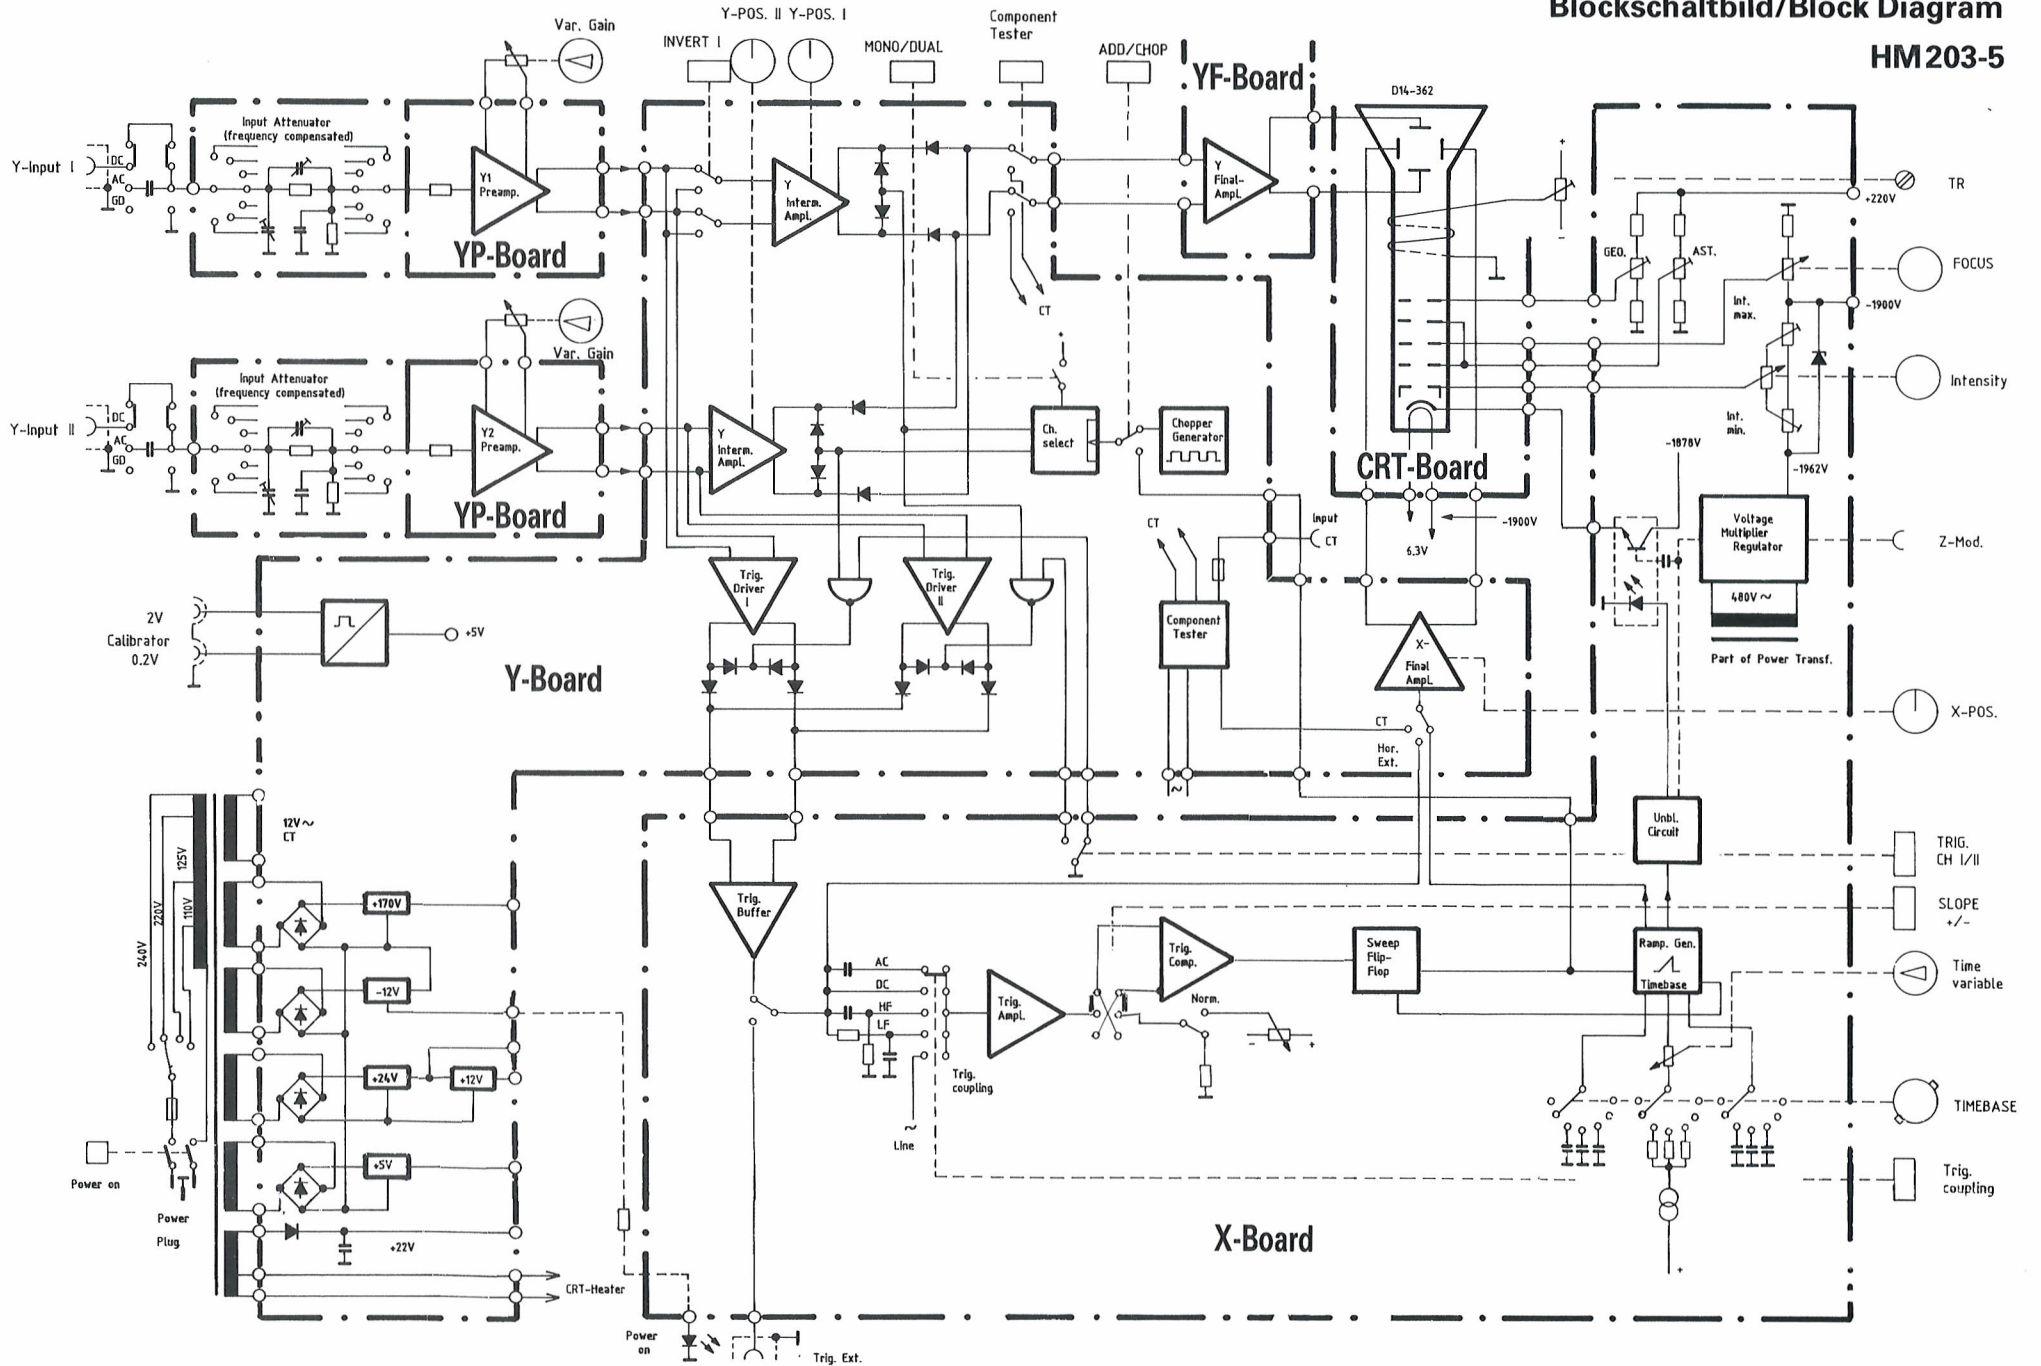 Blockschaltbild/Block Diagram
HM203-5
Y-POS. II Y-POS. I
Var. Gain
INVERT I
MONO/DUAL
Component
Tester
ADD/CHOP
YF-Board
D14-362
Input Attenuator
(frequency compensated)
Y-Input I
DC
AC
GD
Y1
Preamp.
YP-Board
Y
Interm.
Ampl.
Y
Final-
Ampl.
CT
TR
+220V
GEO.
AST.
FOCUS
Int.
max.
-1900V
Intensity
Int.
min.
-1878V
-1962V
Var. Gain
Input Attenuator
(frequency compensated)
Y-Input II
DC
AC
GD
Y2
Preamp.
YP-Board
Y
Interm.
Ampl.
+
Ch.
select
Chopper
Generator
CRT-Board
+
-
Input
CT
-1900V
6.3V
Voltage
Multiplier
Regulator
Z-Mod.
480V ~
Part of Power Transf.
2V
Calibrator
0.2V
+5V
Trig.
Driver
I
Trig.
Driver
II
CT
Component
Tester
X-
Final
Ampl.
Y-Board
CT
Hor.
Ext.
X-POS.
~
12V~
CT
240V
220V
125V
110V
+170V
-12V
+24V
+12V
+5V
+22V
Power on
Power
Plug
CRT-Heater
Unbl.
Circuit
TRIG.
CH I/II
SLOPE
+/-
Trig.
Buffer
AC
DC
HF
LF
Trig.
Ampl.
Trig.
Comp.
Norm.
-
+
Sweep
Flip-
Flop
Ramp. Gen.
Timebase
Time
variable
Trig.
coupling
~
Line
TIMEBASE
Trig.
coupling
X-Board
+
Power
on
Trig. Ext.